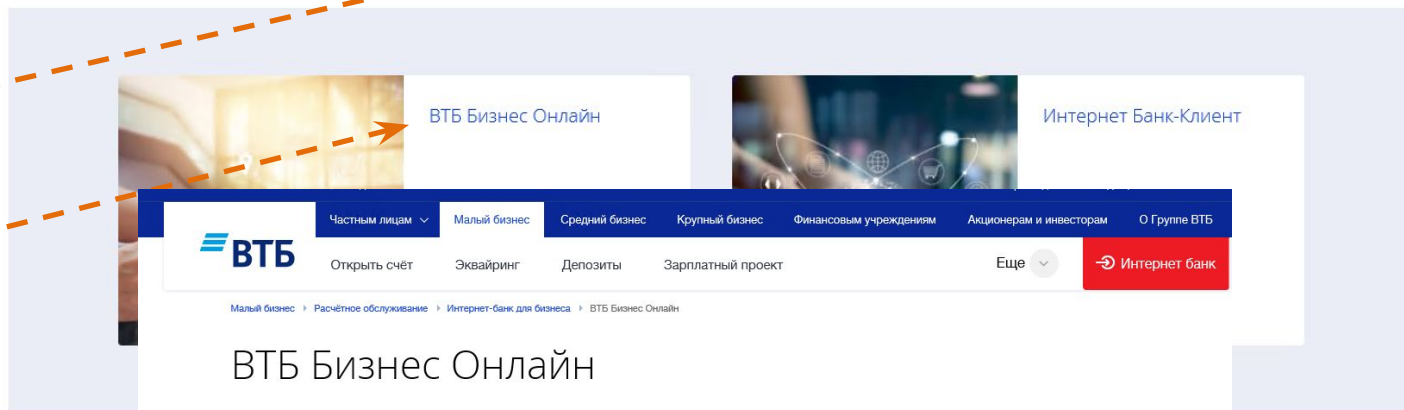 ВТБ Бизнес Онлайн
Интернет Банк-Клиент
Частным лицам
Малый бизнес
Средний бизнес
Крупный бизнес
Финансовым учреждениям
Акционерам и инвесторам
О Группе ВТБ
ВТБ
Открыть счёт
Эквайринг
Депозиты
Зарплатный проект
Еще
Интернет банк
Малый бизнес
Расчётное обслуживание
Интернет-банк для бизнеса
ВТБ Бизнес Онлайн
ВТБ Бизнес Онлайн